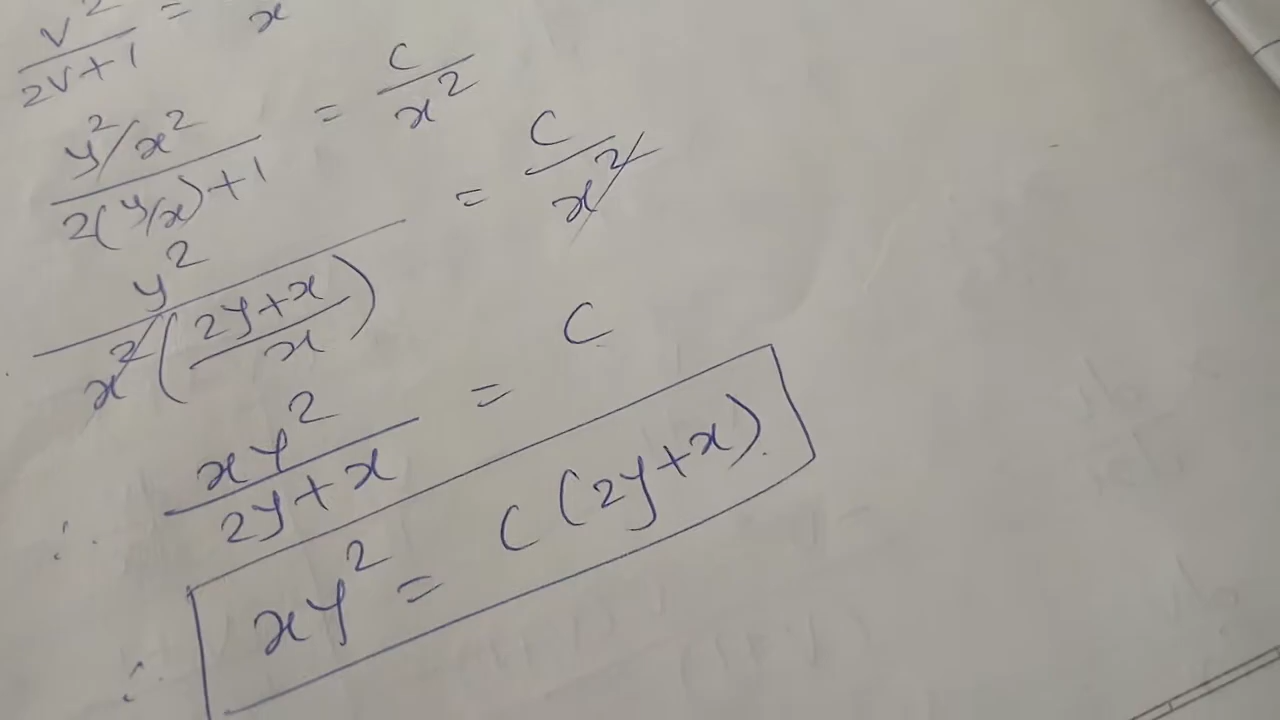 v²/(2v+1) = x
(y²/x²)/(2(y/x)+1) = c/x²
y²/(x²((2y+x)/x)) = c/x²
∴ xy²/(2y+x) = c
∴ xy² = c(2y+x)